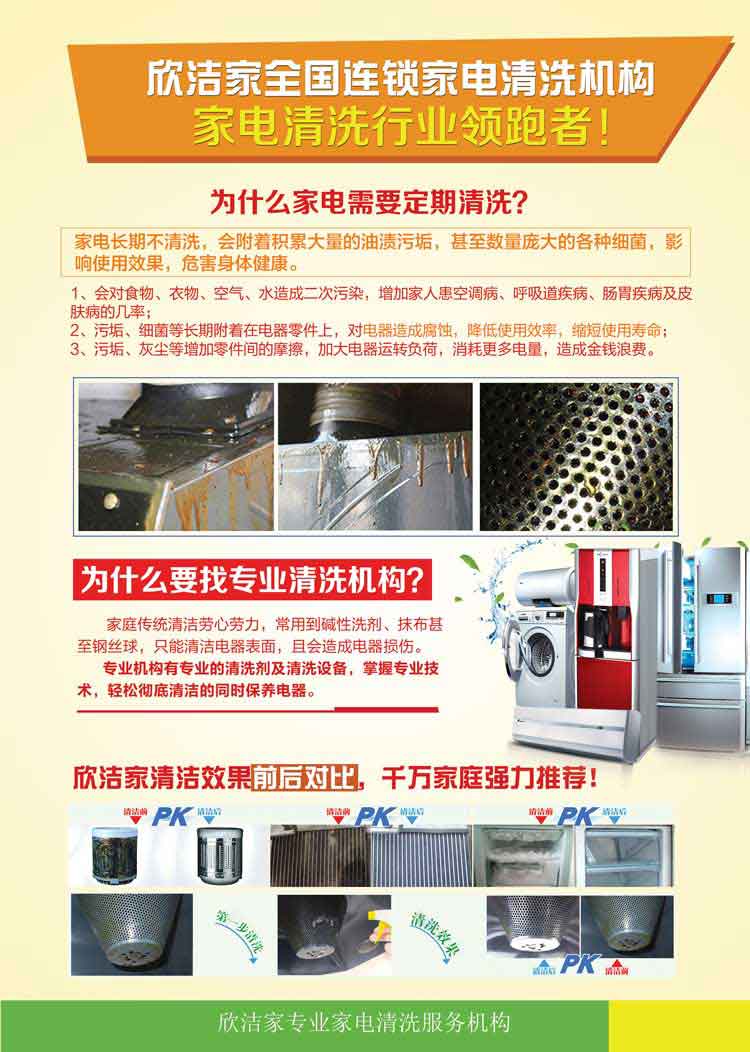 欣洁家全国连锁家电清洗机构
家电清洗行业领跑者！
为什么家电需要定期清洗？
家电长期不清洗，会附着积累大量的油渍污垢，甚至数量庞大的各种细菌，影
响使用效果，危害身体健康。
1、会对食物、衣物、空气、水造成二次污染，增加家人患空调病、呼吸道疾病、肠胃疾病及皮
肤病的几率；
2、污垢、细菌等长期附着在电器零件上，对电器造成腐蚀，降低使用效率，缩短使用寿命；
3、污垢、灰尘等增加零件间的摩擦，加大电器运转负荷，消耗更多电量，造成金钱浪费。
为什么要找专业清洗机构？
家庭传统清洁劳心劳力，常用到碱性洗剂、抹布甚
至钢丝球，只能清洁电器表面，且会造成电器损伤。
专业机构有专业的清洗剂及清洗设备，掌握专业技
术，轻松彻底清洁的同时保养电器。
欣洁家清洁效果前后对比，千万家庭强力推荐！
清洁前 PK 清洁后
清洁前 PK 清洁后
清洁前 PK 清洁后
第一步清洗
清洗效果
清洁后 PK 清洁前
欣洁家专业家电清洗服务机构